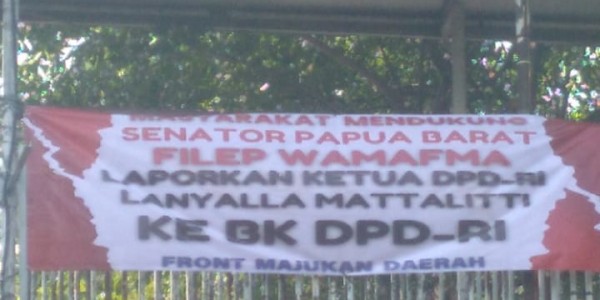 MASYARAKAT MENDUKUNG
SENATOR PAPUA BARAT
FILEP WAMAFMA
LAPORKAN KETUA DPD-RI
LANYALLA MATTALITTI
KE BK DPD-RI
FRONT MAJUKAN DAERAH